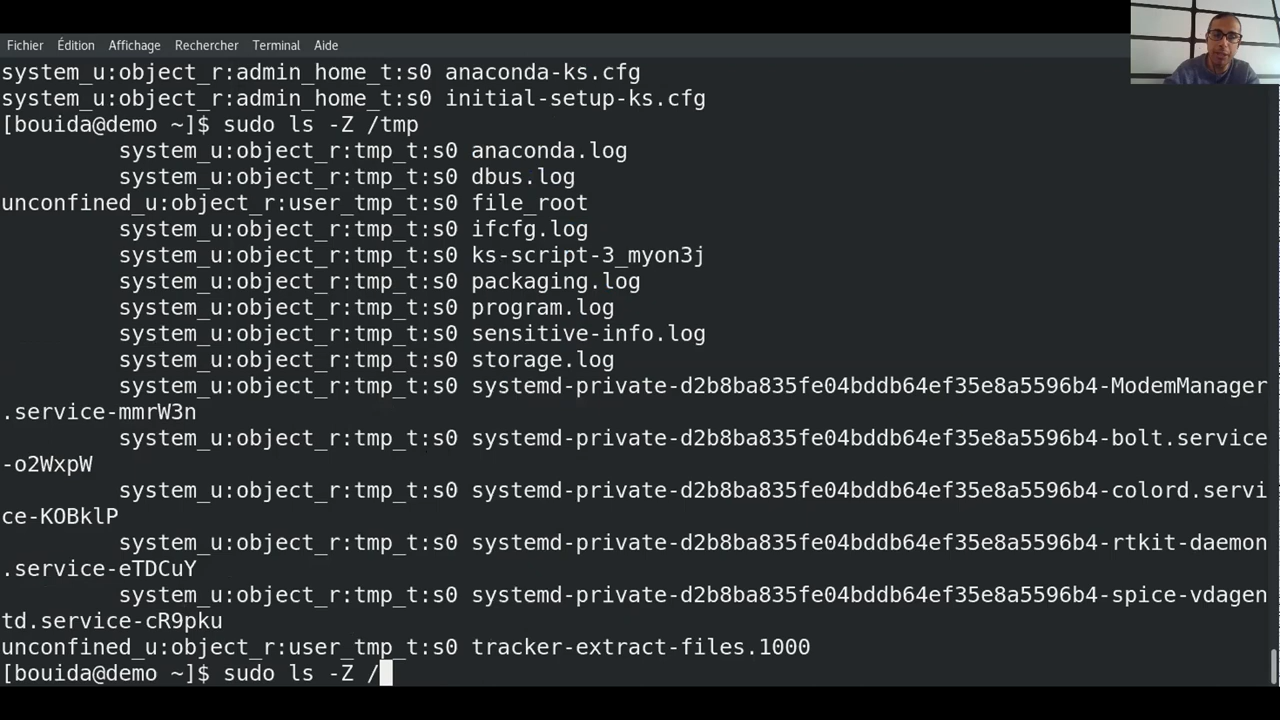 Fichier Édition Affichage Rechercher Terminal Aide
system_u:object_r:admin_home_t:s0 anaconda-ks.cfg
system_u:object_r:admin_home_t:s0 initial-setup-ks.cfg
[bouida@demo ~]$ sudo ls -Z /tmp
system_u:object_r:tmp_t:s0 anaconda.log
system_u:object_r:tmp_t:s0 dbus.log
unconfined_u:object_r:user_tmp_t:s0 file_root
system_u:object_r:tmp_t:s0 ifcfg.log
system_u:object_r:tmp_t:s0 ks-script-3_myon3j
system_u:object_r:tmp_t:s0 packaging.log
system_u:object_r:tmp_t:s0 program.log
system_u:object_r:tmp_t:s0 sensitive-info.log
system_u:object_r:tmp_t:s0 storage.log
system_u:object_r:tmp_t:s0 systemd-private-d2b8ba835fe04bddb64ef35e8a5596b4-ModemManager
.service-mmrW3n
system_u:object_r:tmp_t:s0 systemd-private-d2b8ba835fe04bddb64ef35e8a5596b4-bolt.service
-o2WxpW
system_u:object_r:tmp_t:s0 systemd-private-d2b8ba835fe04bddb64ef35e8a5596b4-colord.servi
ce-KOBklP
system_u:object_r:tmp_t:s0 systemd-private-d2b8ba835fe04bddb64ef35e8a5596b4-rtkit-daemon
.service-eTDCuY
system_u:object_r:tmp_t:s0 systemd-private-d2b8ba835fe04bddb64ef35e8a5596b4-spice-vdagen
td.service-cR9pku
unconfined_u:object_r:user_tmp_t:s0 tracker-extract-files.1000
[bouida@demo ~]$ sudo ls -Z /